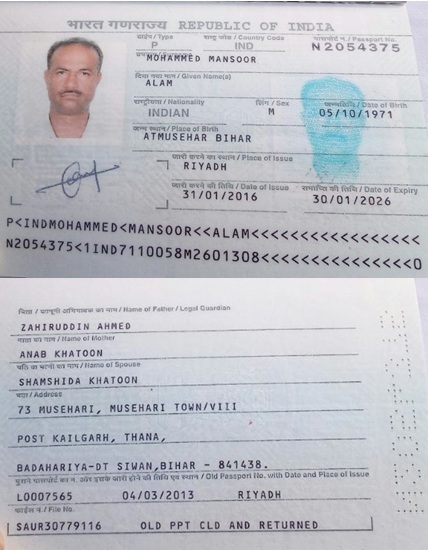 भारत गणराज्य REPUBLIC OF INDIA
टाईप / Type राष्ट्र कोड / Country Code पासपोर्ट नं. / Passport No.
P IND N2054375
MOHAMMED MANSOOR
दिया गया नाम / Given Name(s)
ALAM
राष्ट्रीयता / Nationality लिंग / Sex जन्मतिथि / Date of Birth
INDIAN M 05/10/1971
जन्म स्थान / Place of Birth
ATMUSEHAR BIHAR
जारी करने का स्थान / Place of Issue
RIYADH
जारी करने की तिथि / Date of Issue समाप्ति की तिथि / Date of Expiry
31/01/2016 30/01/2026
P<INDMOHAMMED<MANSOOR<<ALAM<<<<<<<<<<<<<<<<<
N2054375<1IND7110058M2601308<<<<<<<<<<<<<<<0
पिता / कानूनी अभिभावक का नाम / Name of Father / Legal Guardian
ZAHIRUDDIN AHMED
माता का नाम / Name of Mother
ANAB KHATOON
पति या पत्नी का नाम / Name of Spouse
SHAMSHIDA KHATOON
पता / Address
73 MUSEHARI, MUSEHARI TOWN/VIII
POST KAILGARH, THANA,
BADAHARIYA-DT SIWAN,BIHAR - 841438.
पुराने पासपोर्ट का नं. और इसके जारी होने की तिथि एवं स्थान / Old Passport No. with Date and Place of Issue
L0007565 04/03/2013 RIYADH
फाईल नं. / File No.
SAUR30779116 OLD PPT CLD AND RETURNED